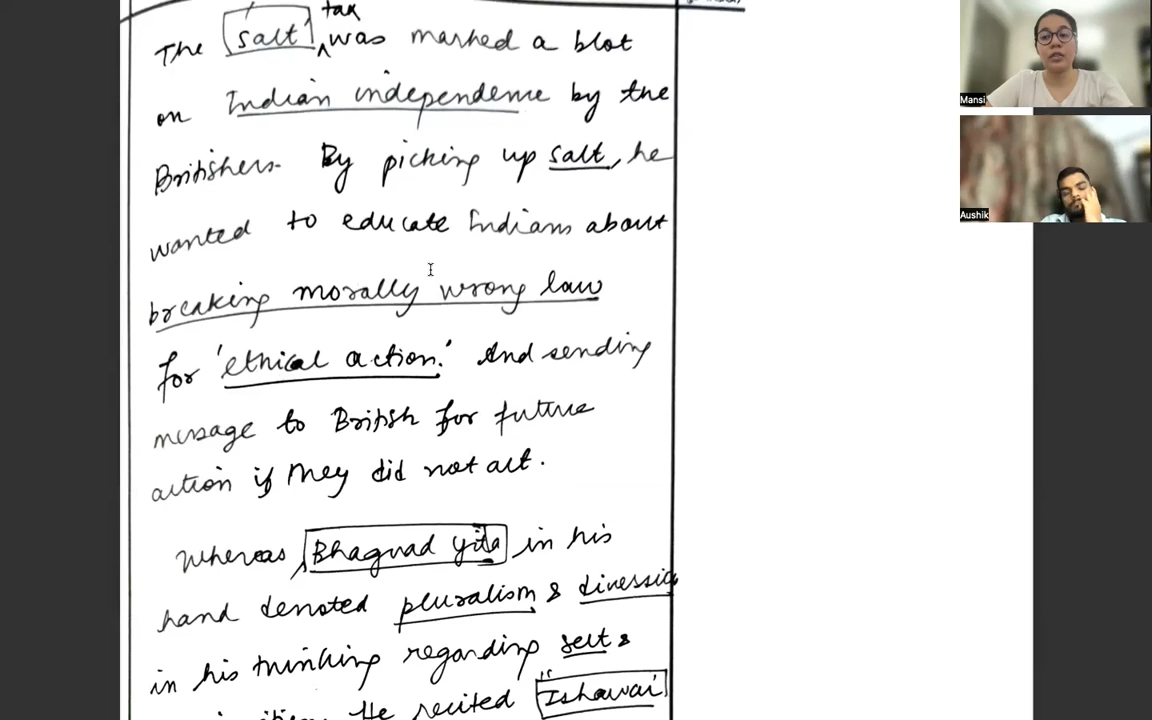 The 'salt' tax was marked a blot
on Indian independence by the
Britishers. By picking up salt, he
wanted to educate Indians about
breaking morally wrong law
for 'ethical action.' And sending
message to British for future
action if they did not act.
Whereas, Bhagvad Gita in his
hand denoted pluralism &
in his thinking regarding &
He recited "Ishawai
Mansi
Aushik